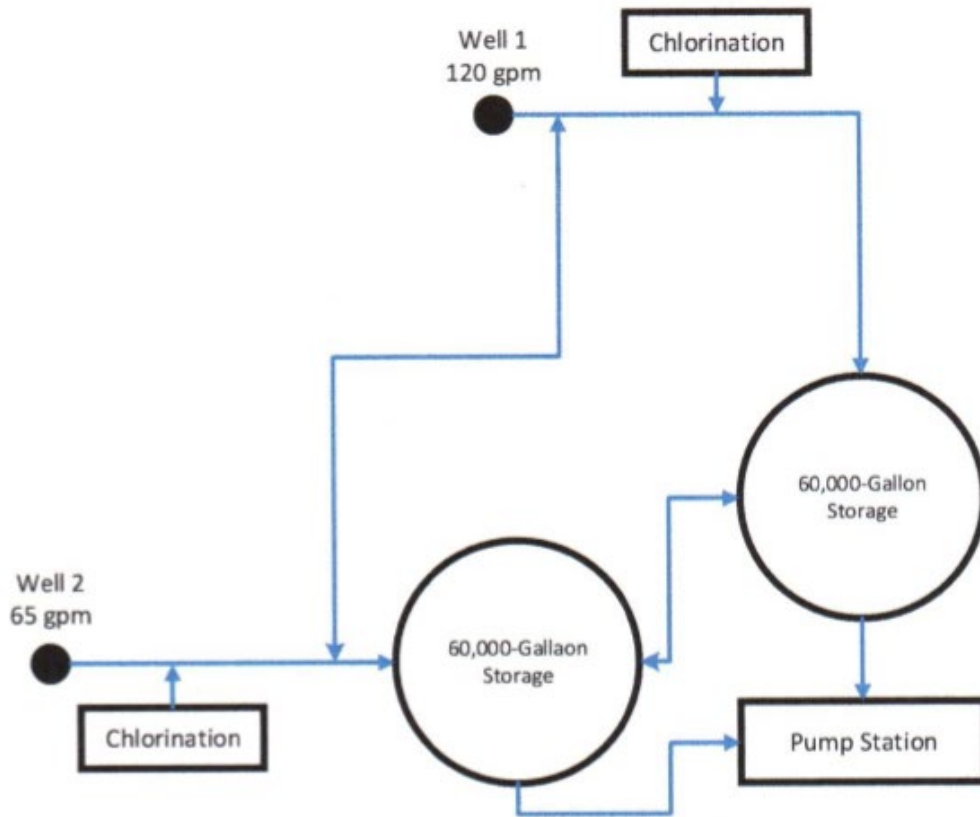 Well 1
120 gpm
Chlorination
60,000-Gallon
Storage
Well 2
65 gpm
60,000-Gallaon
Storage
Chlorination
Pump Station